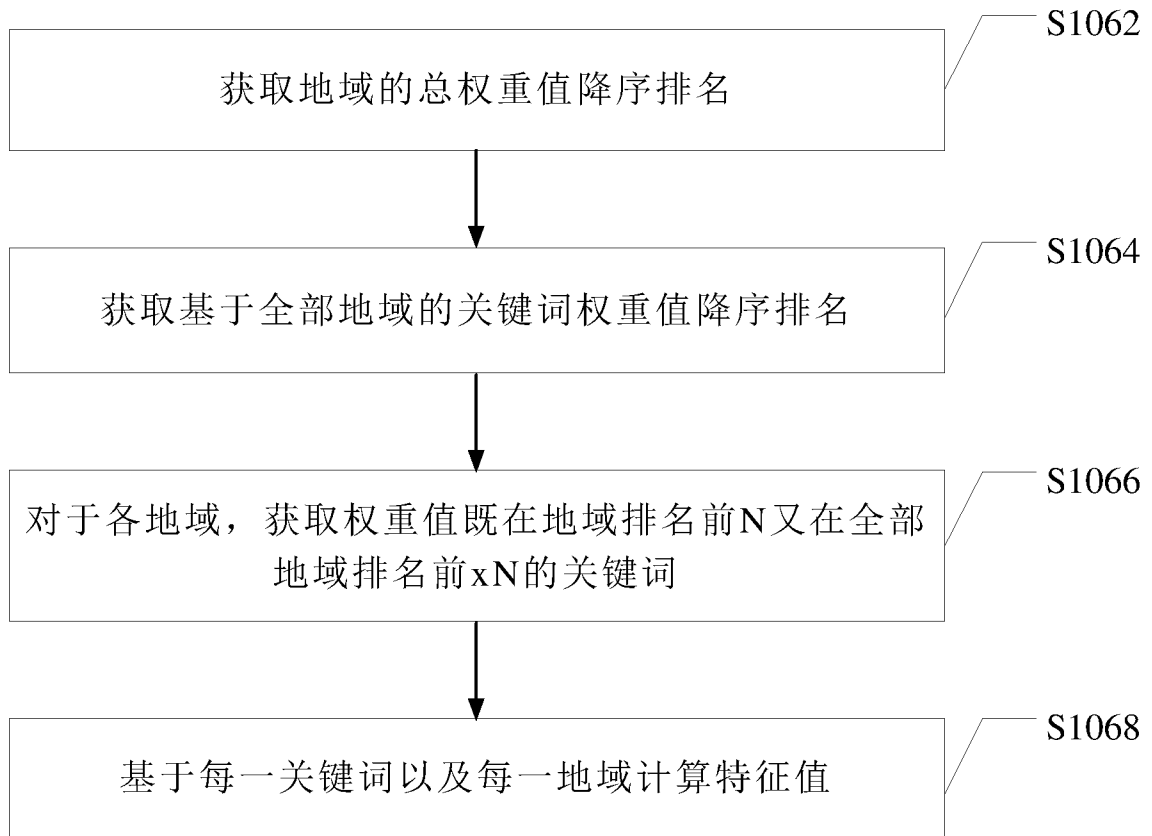 S1062
获取地域的总权重值降序排名
S1064
获取基于全部地域的关键词权重值降序排名
S1066
对于各地域，获取权重值既在地域排名前N又在全部
地域排名前xN的关键词
S1068
基于每一关键词以及每一地域计算特征值